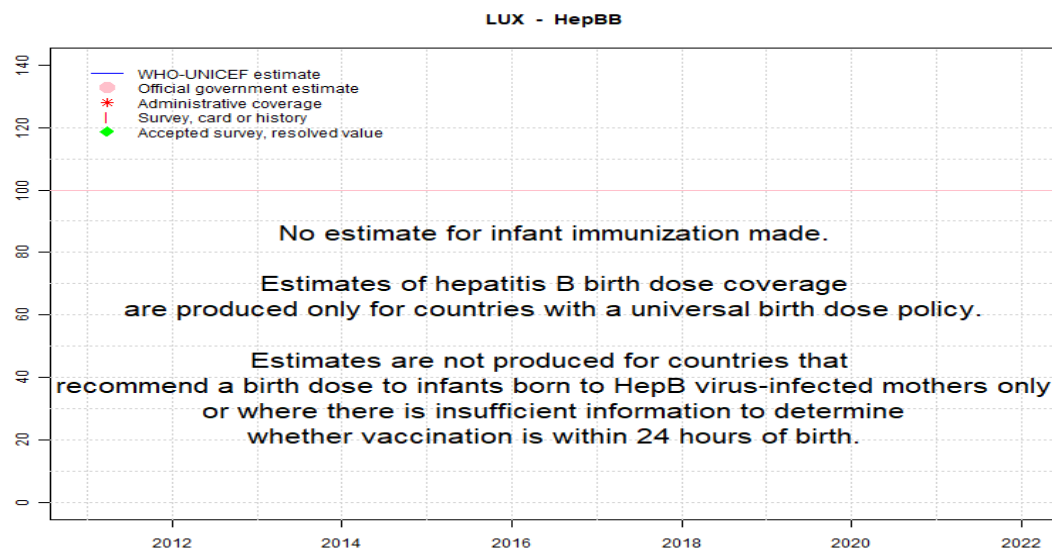 LUX - HepBB
WHO-UNICEF estimate
Official government estimate
Administrative coverage
Survey, card or history
Accepted survey, resolved value
140
120
100
80
60
40
20
0
No estimate for infant immunization made.
Estimates of hepatitis B birth dose coverage
are produced only for countries with a universal birth dose policy.
Estimates are not produced for countries that
recommend a birth dose to infants born to HepB virus-infected mothers only
or where there is insufficient information to determine
whether vaccination is within 24 hours of birth.
2012 2014 2016 2018 2020 2022